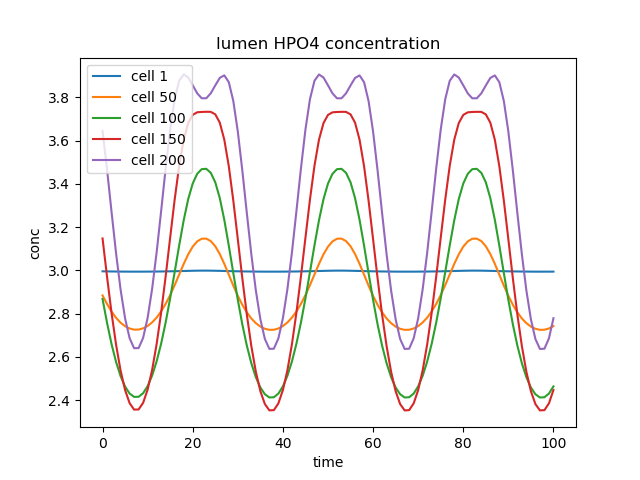 lumen HPO4 concentration
cell 1
cell 50
cell 100
cell 150
cell 200
3.8
3.6
3.4
3.2
3.0
2.8
2.6
2.4
conc
0 20 40 60 80 100
time